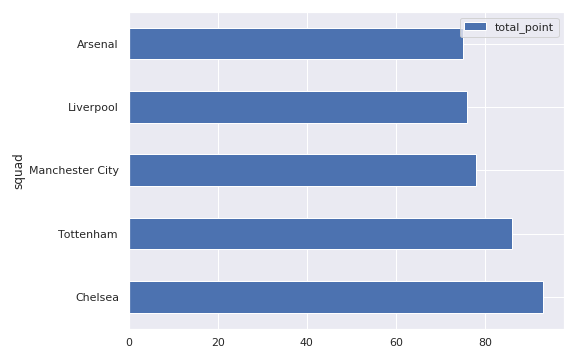 total_point
Arsenal
Liverpool
Manchester City
Tottenham
Chelsea
squad
0 20 40 60 80